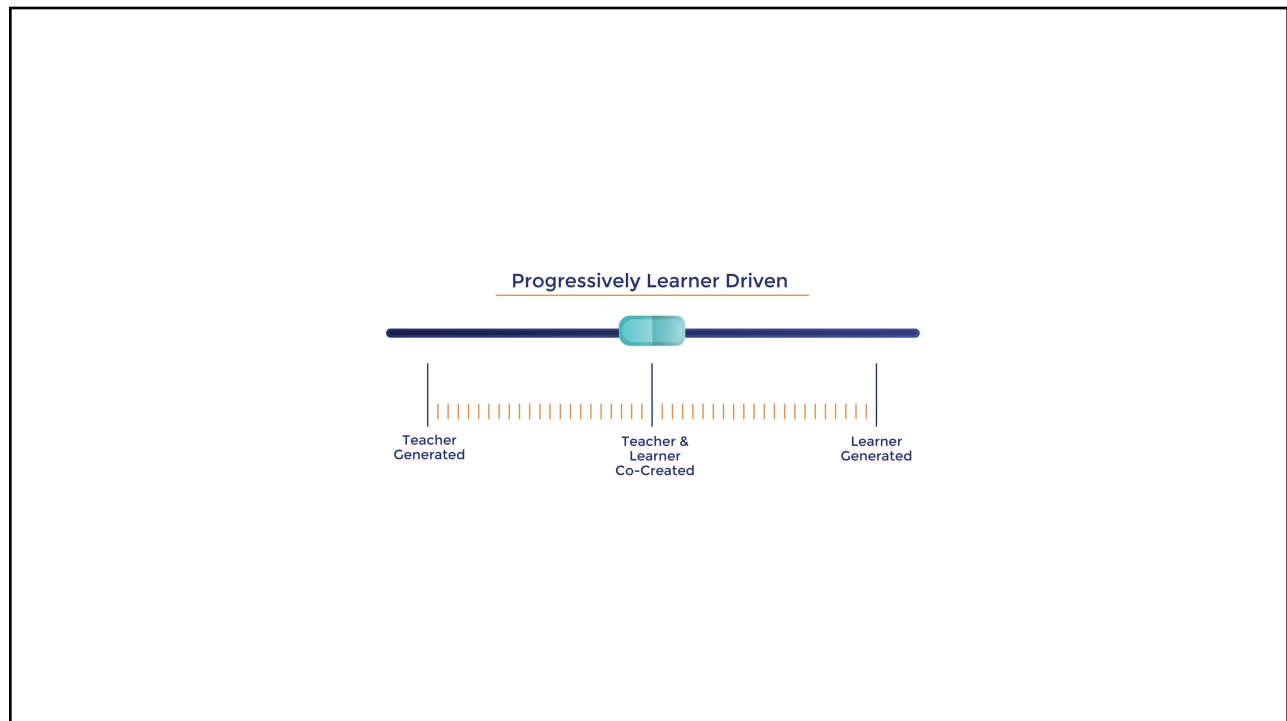 Progressively Learner Driven
Teacher
Generated
Teacher &
Learner
Co-Created
Learner
Generated